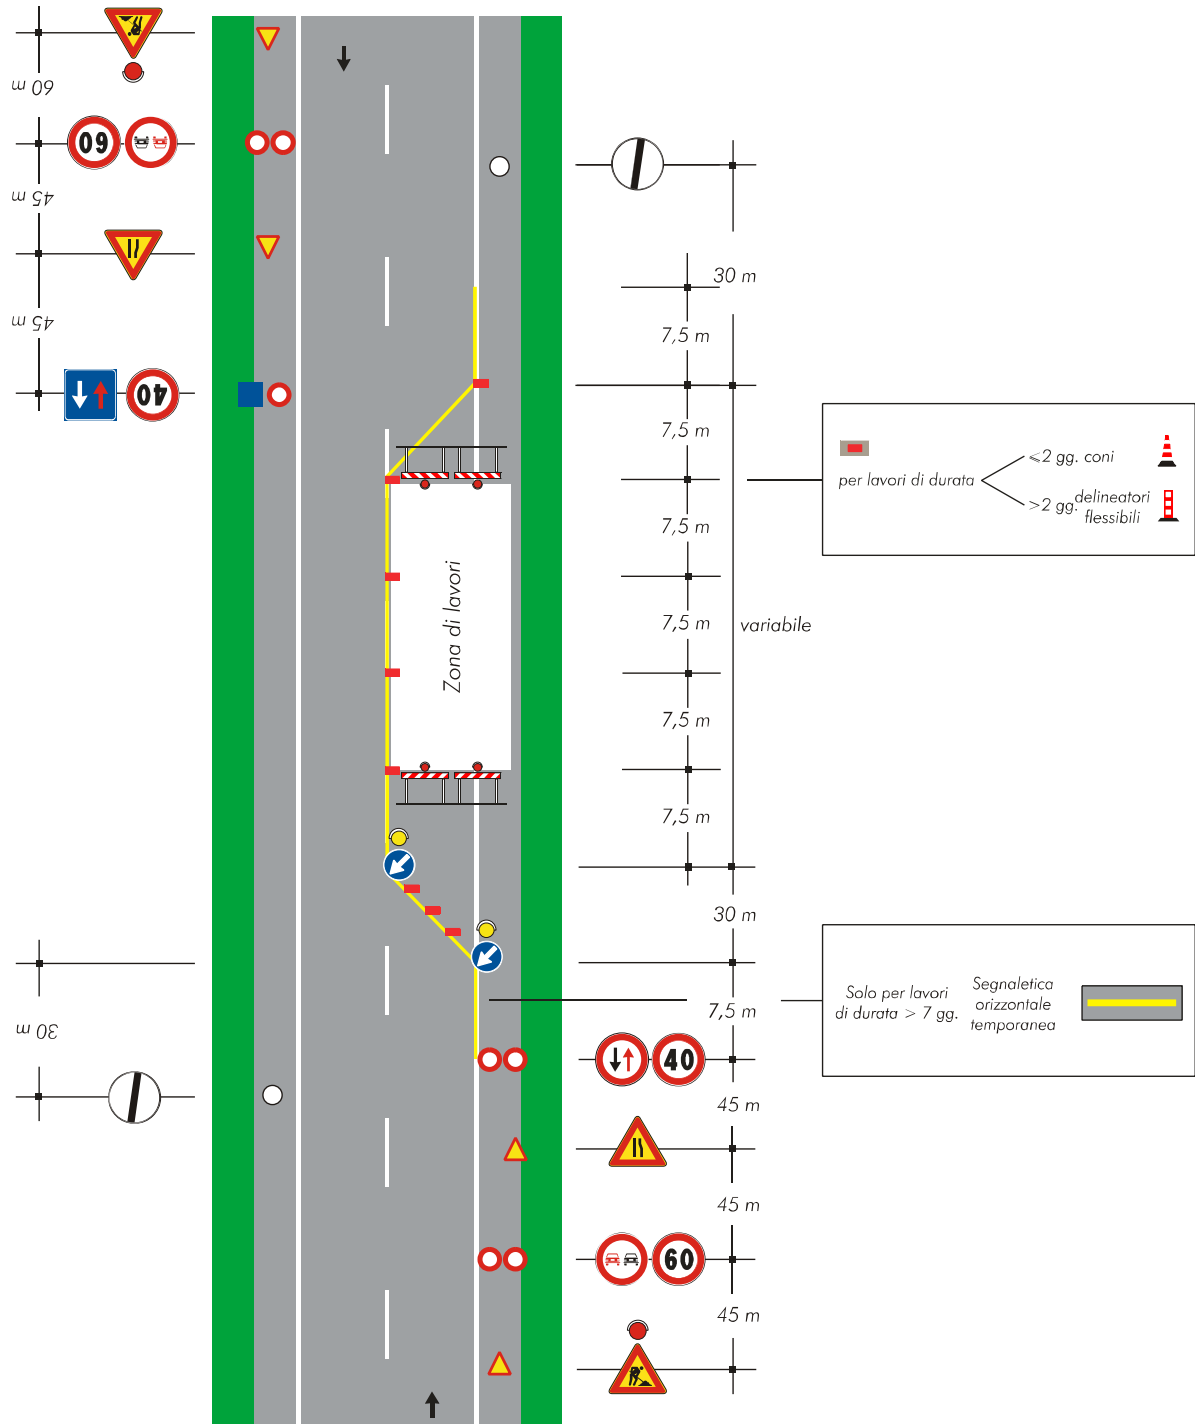 60 m
60
45 m
45 m
40
30 m
7,5 m
7,5 m
7,5 m
7,5 m
7,5 m
7,5 m
variabile
30 m
7,5 m
45 m
45 m
45 m
Zona di lavori
per lavori di durata
⩽2 gg. coni
>2 gg. delineatori
flessibili
Solo per lavori
di durata > 7 gg.
Segnaletica
orizzontale
temporanea
40
60
30 m